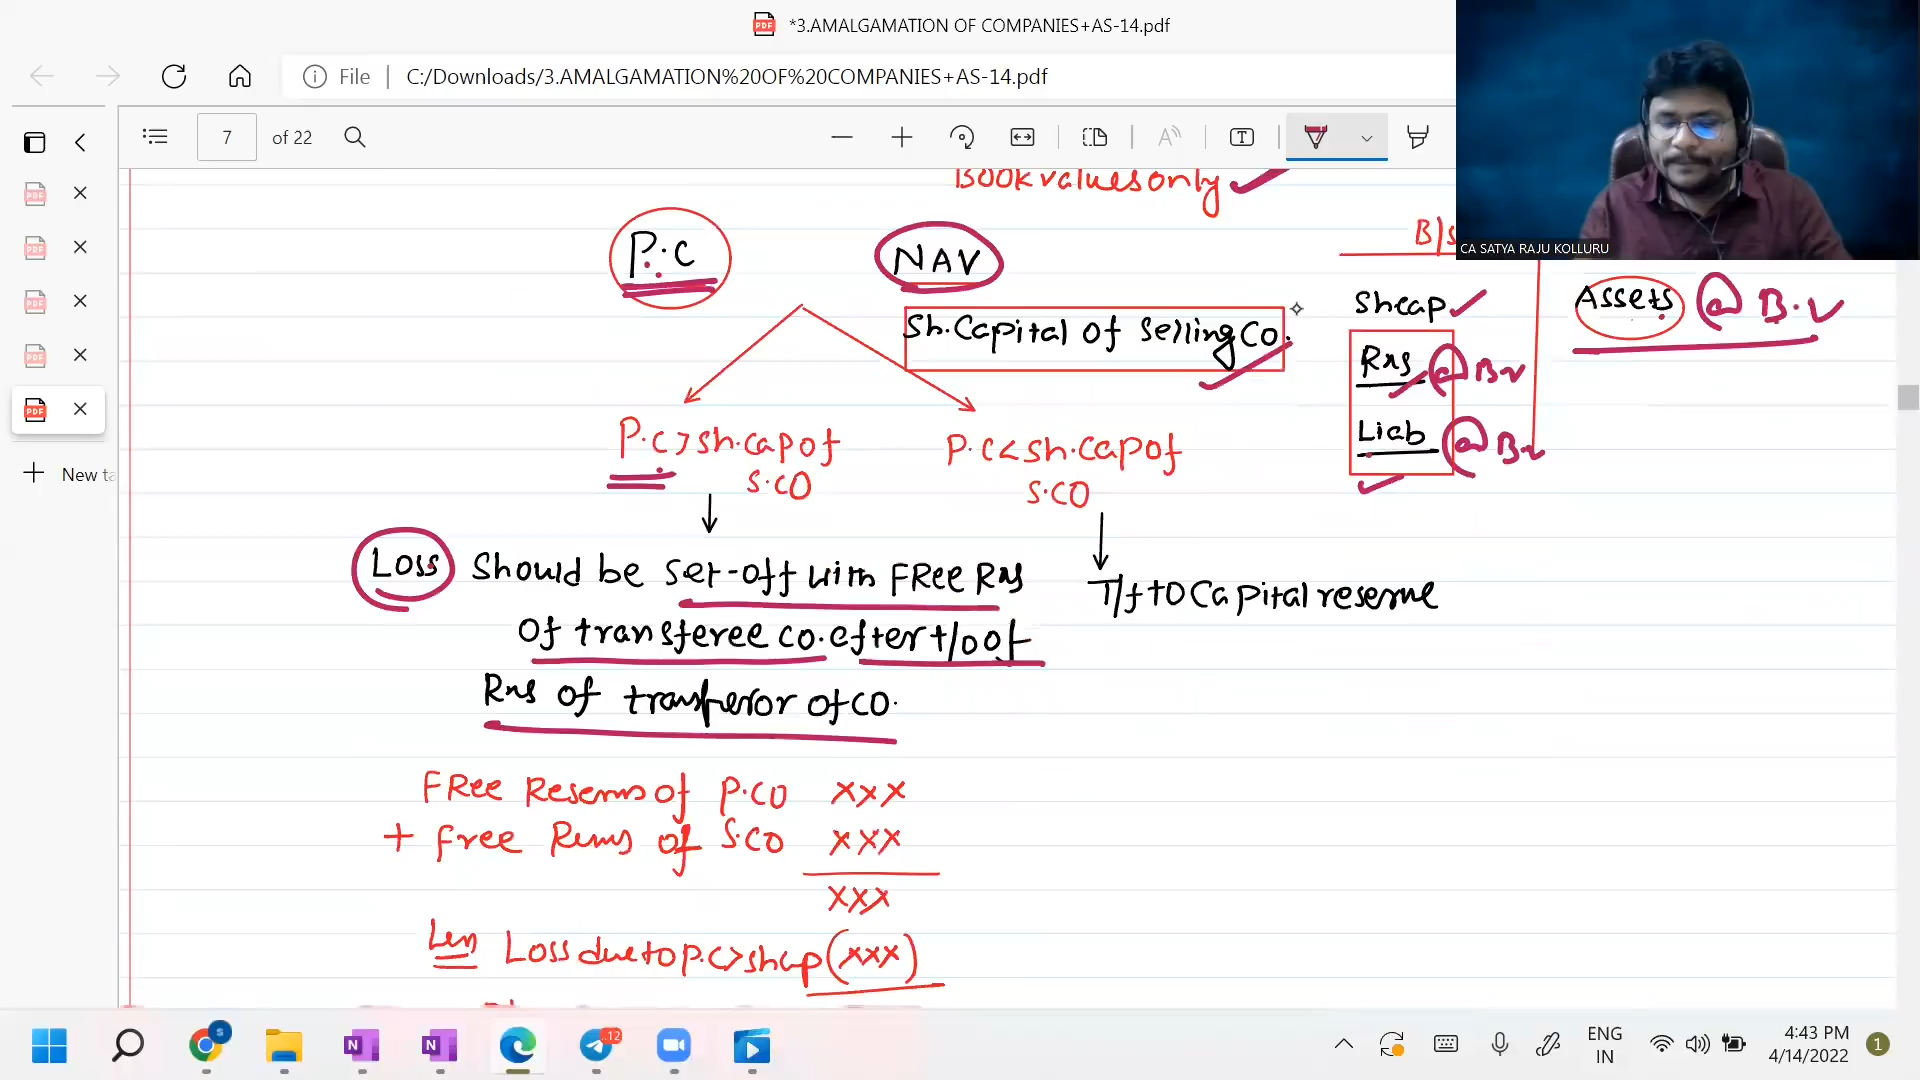 *3.AMALGAMATION OF COMPANIES+AS-14.pdf
File C:/Downloads/3.AMALGAMATION%20OF%20COMPANIES+AS-14.pdf
7 of 22
CA SATYA RAJU KOLLURU
New ta
Book values only
P.C NAV B/s
Sh.Capital of Selling Co.
Shcap Assets @ B.V
Rns @ B.v
Liab @ B.v
P.C > sh.cap of S.CO
P.C < sh.cap of S.CO
Loss Should be set-off with FRee Rns
Of transferee co. after t/o of
Rns of transferor of CO.
T/f to Capital reserve
FRee Reserves of P.CO xxx
+ Free Rerves of S.CO xxx
xxx
Less Loss due to P.C > shcap (xxx)
12
ENG
IN
4:43 PM
4/14/2022
1